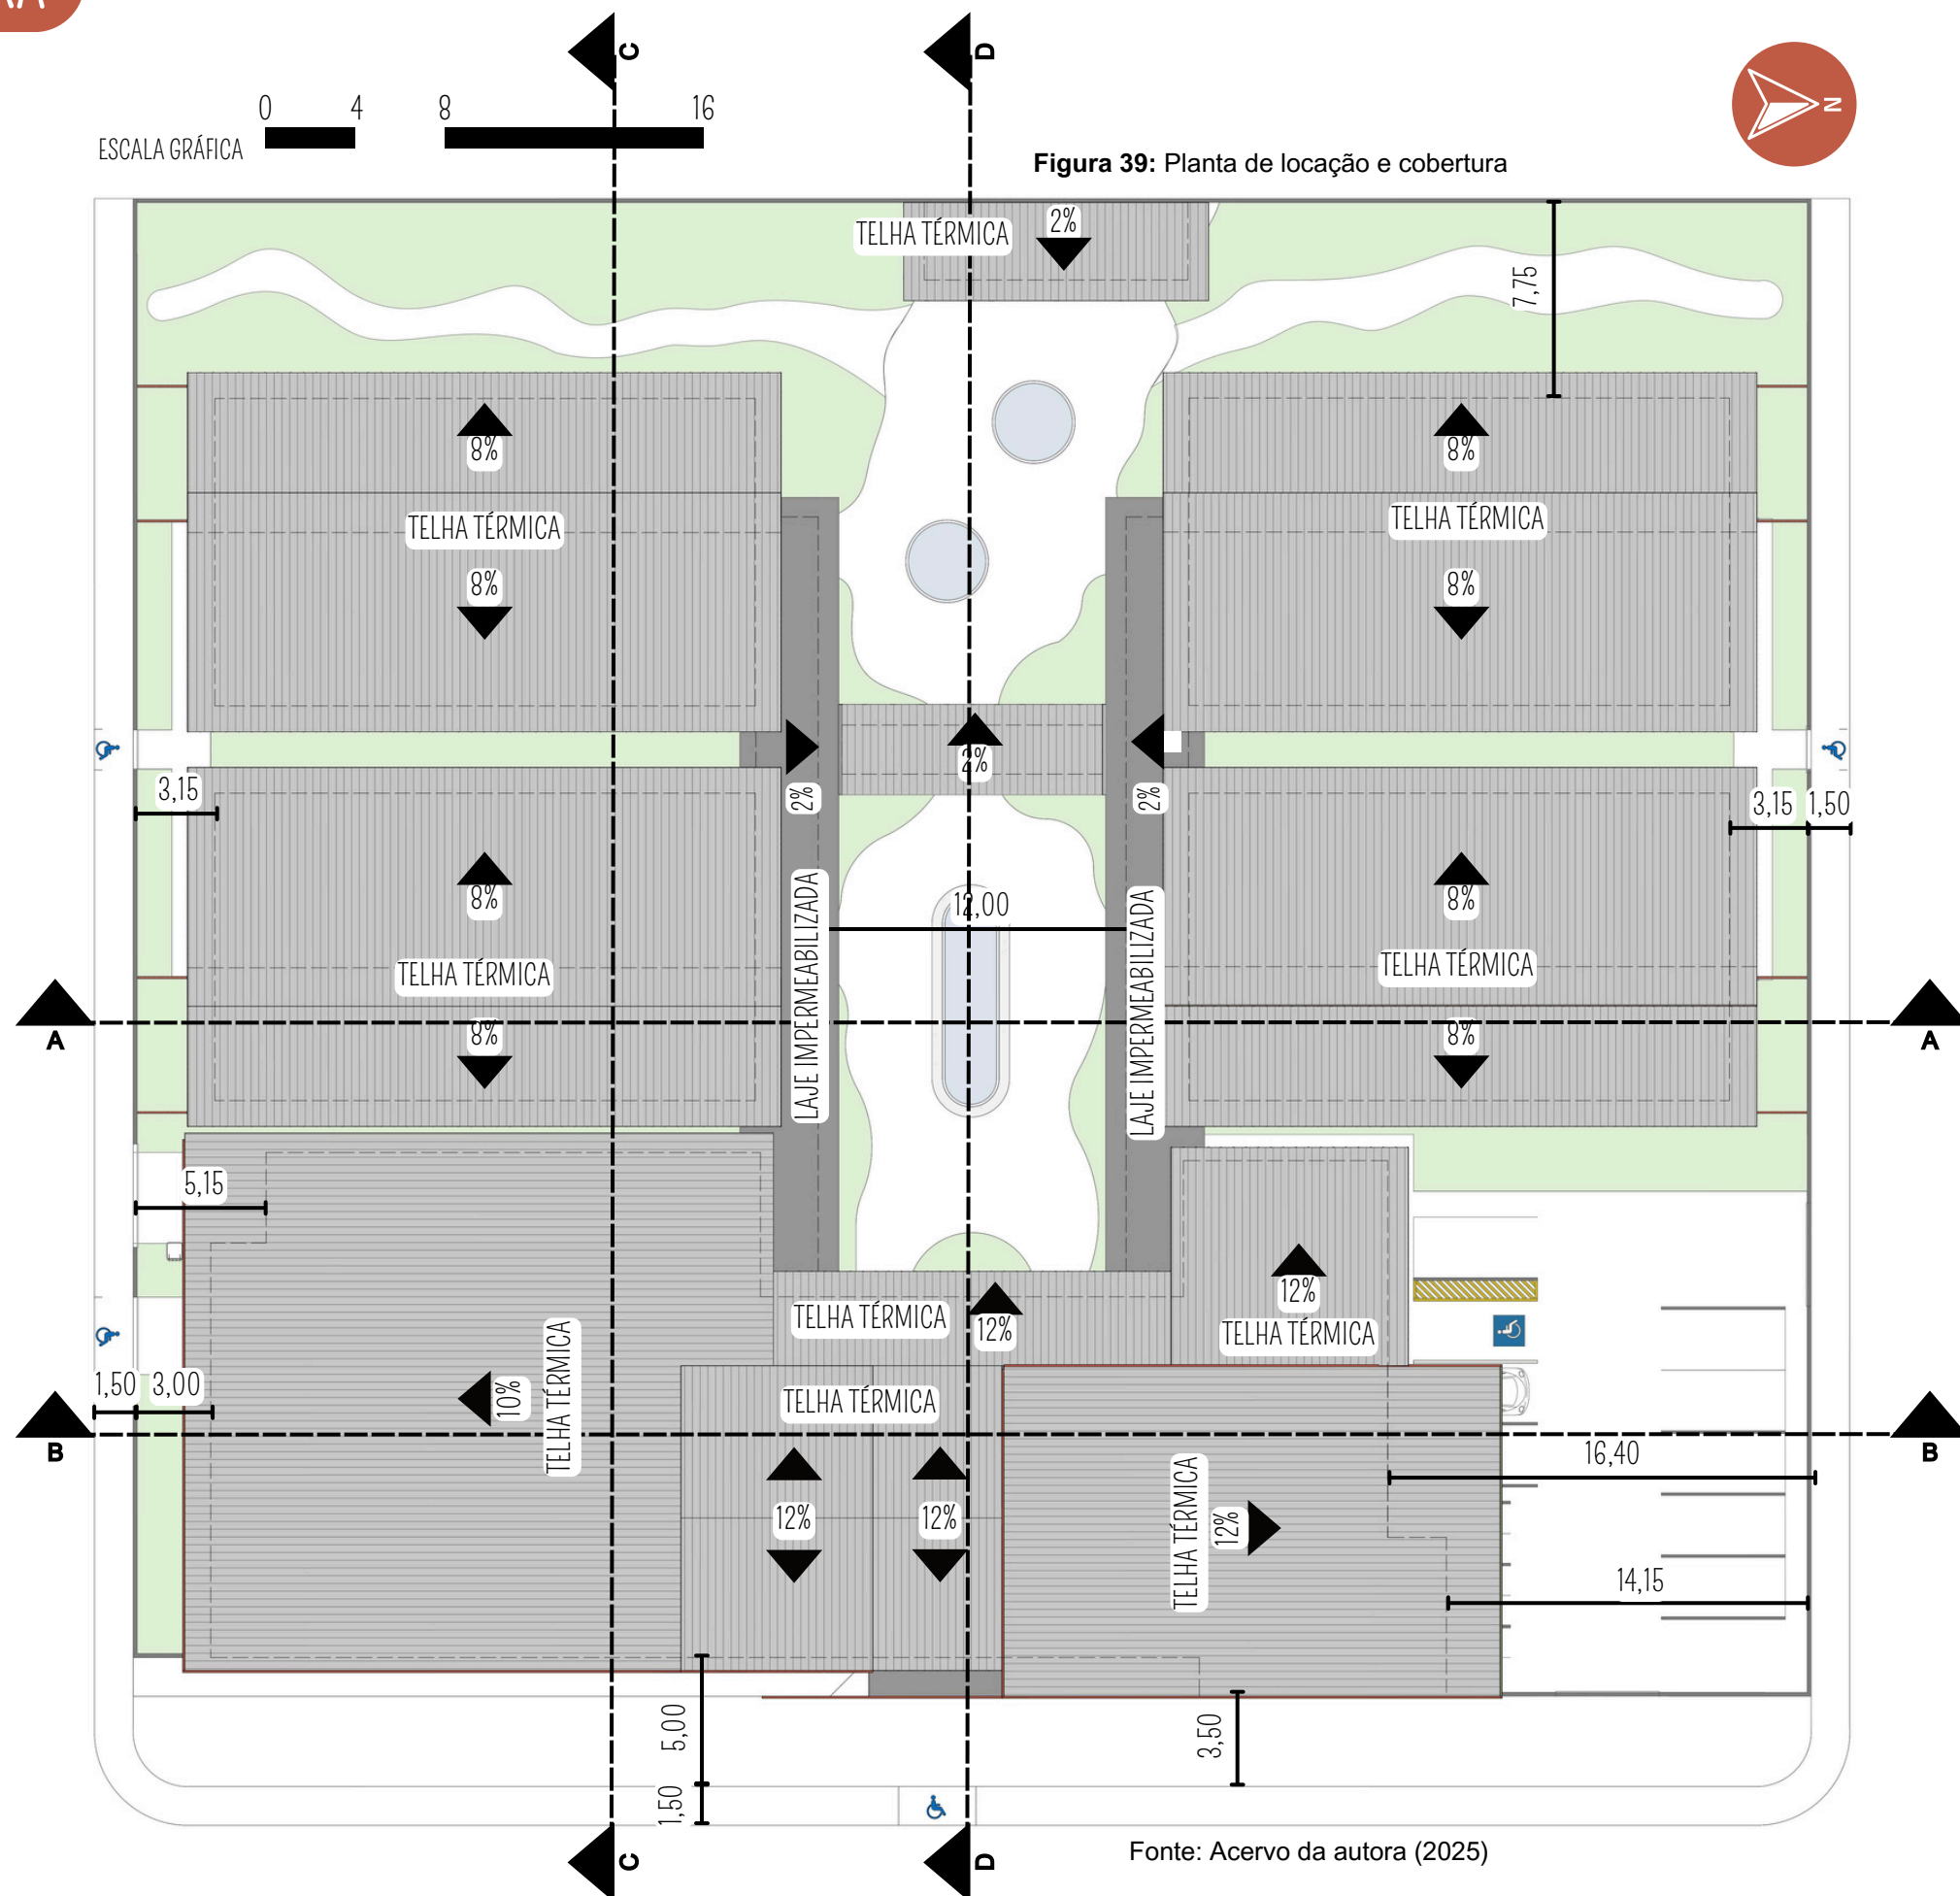 C
D
0 4 8 16
ESCALA GRÁFICA
N
Figura 39: Planta de locação e cobertura
TELHA TÉRMICA
2%
7,75
8%
8%
TELHA TÉRMICA
TELHA TÉRMICA
8%
8%
2%
3,15
2%
2%
3,15
1,50
8%
8%
12,00
LAJE IMPERMEABILIZADA
LAJE IMPERMEABILIZADA
TELHA TÉRMICA
TELHA TÉRMICA
8%
8%
A
A
5,15
12%
TELHA TÉRMICA
12%
TELHA TÉRMICA
TELHA TÉRMICA
1,50
3,00
10%
TELHA TÉRMICA
B
B
16,40
12%
12%
TELHA TÉRMICA
12%
14,15
5,00
3,50
1,50
C
D
Fonte: Acervo da autora (2025)